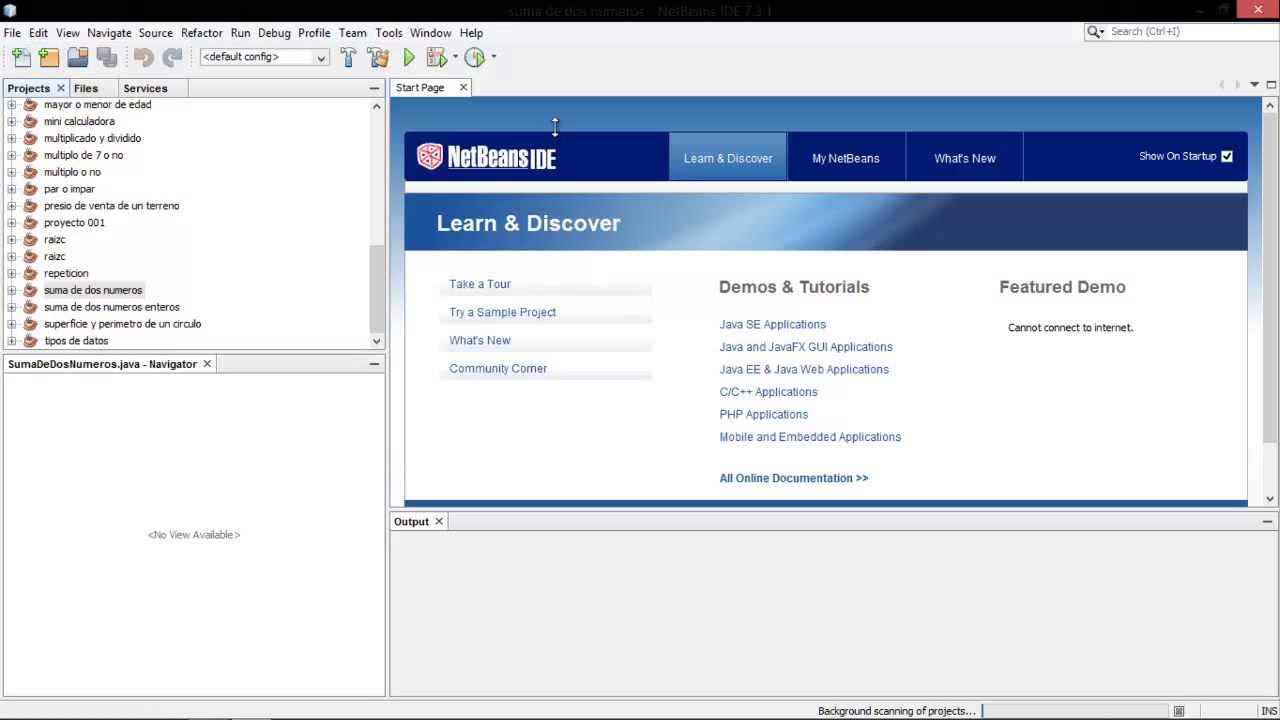 suma de dos numeros - NetBeans IDE 7.3.1
File Edit View Navigate Source Refactor Run Debug Profile Team Tools Window Help
Search (Ctrl+I)
<default config>
Projects Files Services
Start Page
mayor o menor de edad
mini calculadora
multiplicado y dividido
multiplo de 7 o no
multiplo o no
par o impar
presio de venta de un terreno
proyecto 001
raizc
raizc
repeticion
suma de dos numeros
suma de dos numeros enteros
superficie y perimetro de un circulo
tipos de datos
SumaDeDosNumeros.java - Navigator
<No View Available>
NetBeans IDE
Learn & Discover
My NetBeans
What's New
Show On Startup
Learn & Discover
Take a Tour
Try a Sample Project
What's New
Community Corner
Demos & Tutorials
Java SE Applications
Java and JavaFX GUI Applications
Java EE & Java Web Applications
C/C++ Applications
PHP Applications
Mobile and Embedded Applications
All Online Documentation >>
Featured Demo
Cannot connect to internet.
Output
Background scanning of projects...
INS